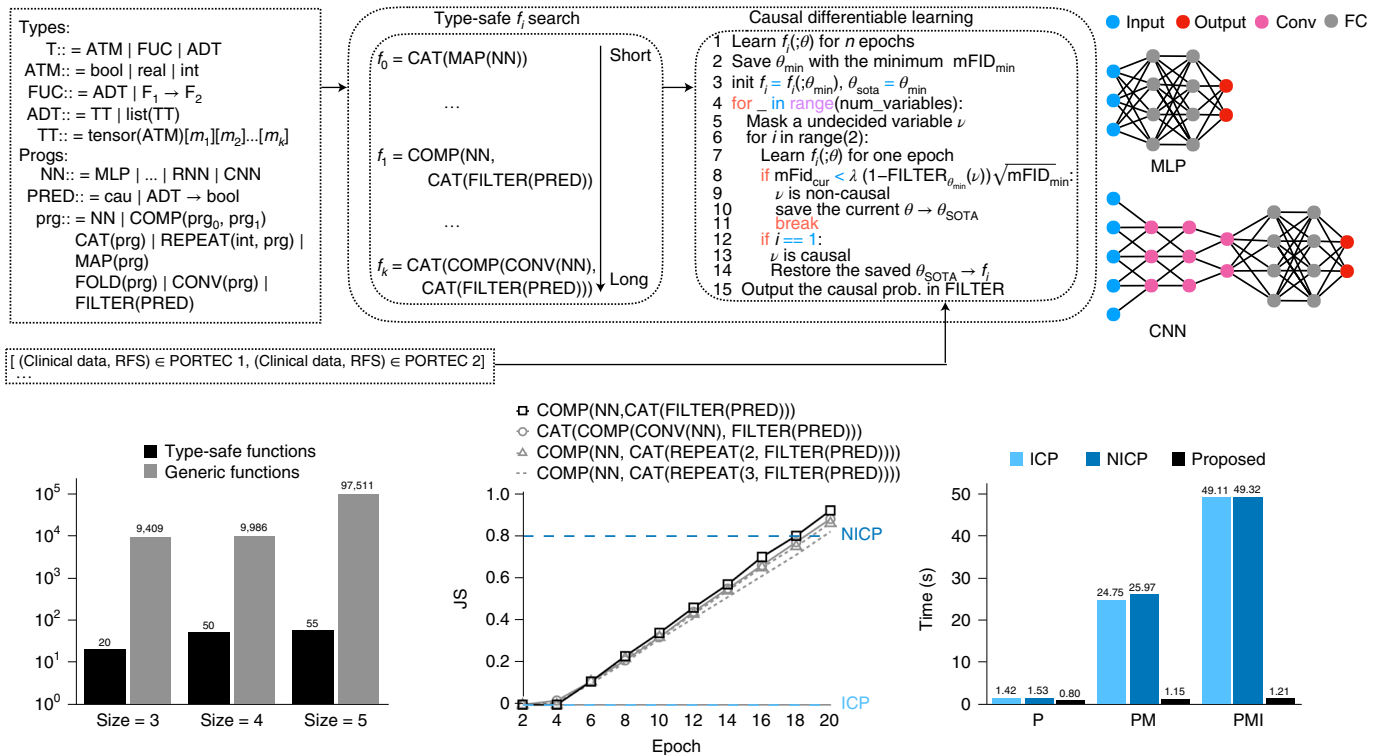 Types:
T:: = ATM | FUC | ADT
ATM:: = bool | real | int
FUC:: = ADT | F₁ → F₂
ADT:: = TT | list(TT)
TT:: = tensor(ATM)[m₁][m₂]...[mₖ]
Progs:
NN:: = MLP | ... | RNN | CNN
PRED:: = cau | ADT → bool
prg:: = NN | COMP(prg₀, prg₁)
CAT(prg) | REPEAT(int, prg) |
MAP(prg)
FOLD(prg) | CONV(prg) |
FILTER(PRED)
Type-safe fᵢ search
f₀ = CAT(MAP(NN))
...
f₁ = COMP(NN,
CAT(FILTER(PRED))
...
fₖ = CAT(COMP(CONV(NN),
CAT(FILTER(PRED)))
Short
Long
Causal differentiable learning
1 Learn fᵢ(;θ) for n epochs
2 Save θmin with the minimum mFIDmin
3 init fᵢ = fᵢ(;θmin), θsota = θmin
4 for _ in range(num_variables):
5 Mask a undecided variable ν
6 for i in range(2):
7 Learn fᵢ(;θ) for one epoch
8 if mFidcur < λ (1−FILTERθmin(ν))√mFIDmin:
9 ν is non-causal
10 save the current θ → θSOTA
11 break
12 if i == 1:
13 ν is causal
14 Restore the saved θSOTA → fᵢ
15 Output the causal prob. in FILTER
Input Output Conv FC
MLP
CNN
[ (Clinical data, RFS) ∈ PORTEC 1, (Clinical data, RFS) ∈ PORTEC 2]
...
Type-safe functions
Generic functions
10⁵
10⁴
10³
10²
10¹
10⁰
20
9,409
50
9,986
55
97,511
Size = 3 Size = 4 Size = 5
COMP(NN,CAT(FILTER(PRED)))
CAT(COMP(CONV(NN), FILTER(PRED)))
COMP(NN, CAT(REPEAT(2, FILTER(PRED))))
COMP(NN, CAT(REPEAT(3, FILTER(PRED))))
JS
1.0
0.8
0.6
0.4
0.2
0
NICP
ICP
2 4 6 8 10 12 14 16 18 20
Epoch
ICP NICP Proposed
Time (s)
50
40
30
20
10
0
1.42 1.53 0.80
24.75 25.97 1.15
49.11 49.32 1.21
P PM PMI